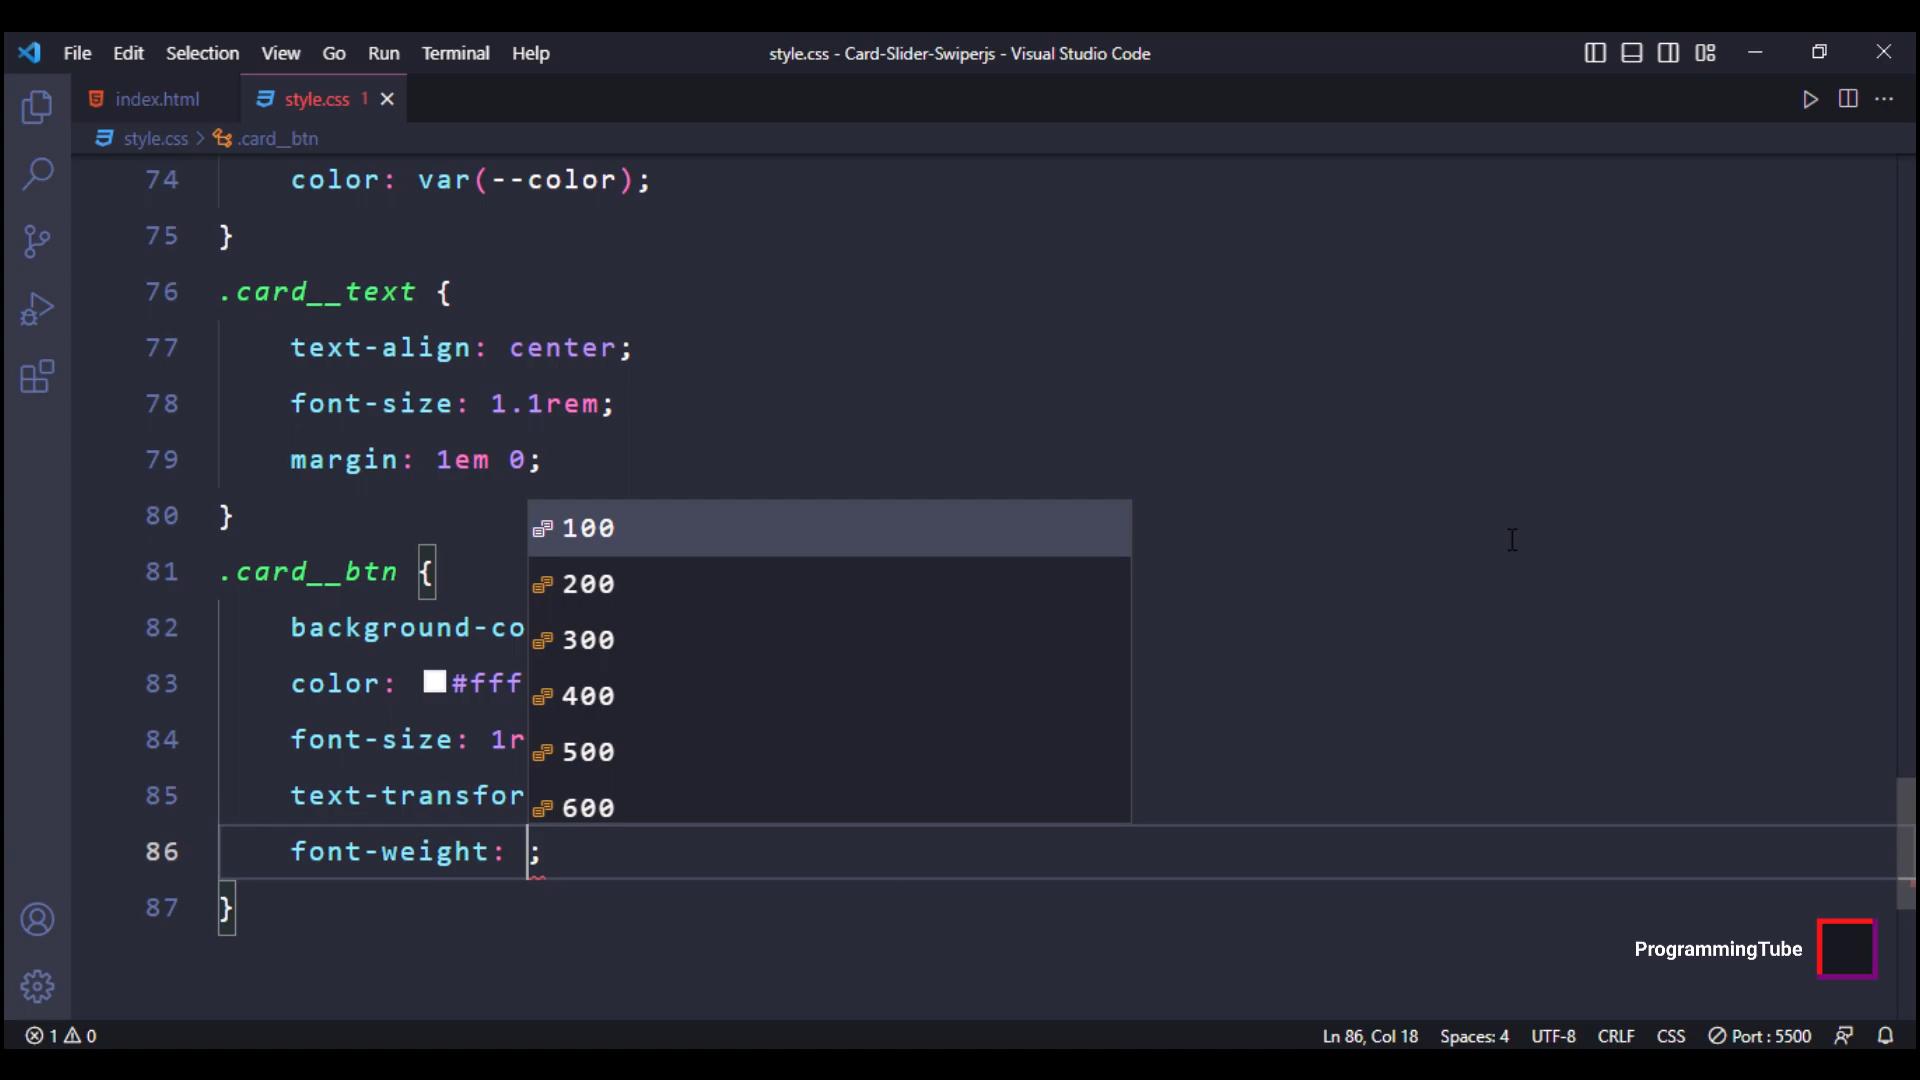 File Edit Selection View Go Run Terminal Help style.css - Card-Slider-Swiperjs - Visual Studio Code
index.html style.css 1
style.css > .card__btn
74 color: var(--color);
75 }
76 .card__text {
77 text-align: center;
78 font-size: 1.1rem;
79 margin: 1em 0;
80 }
81 .card__btn {
82 background-co
83 color: #fff
84 font-size: 1r
85 text-transfor
86 font-weight: ;
87 }
100
200
300
400
500
600
ProgrammingTube
1 0 Ln 86, Col 18 Spaces: 4 UTF-8 CRLF CSS Port : 5500